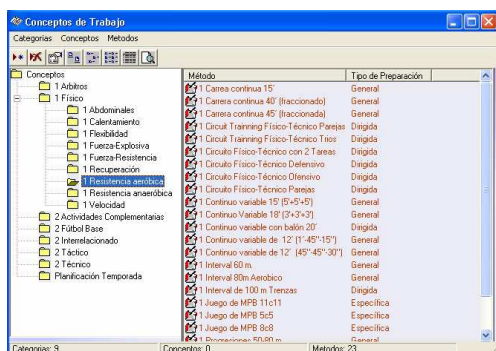 Conceptos de Trabajo
Categorias Conceptos Metodos
Conceptos
1 Arbitros
1 Físico
1 Abdominales
1 Calentamiento
1 Flexibilidad
1 Fuerza-Explosiva
1 Fuerza-Resistencia
1 Recuperación
1 Resistencia aeróbica
1 Resistencia anaeróbica
1 Velocidad
2 Actividades Complementarias
2 Fútbol Base
2 Interrelacionado
2 Táctico
2 Técnico
Planificación Temporada
Método Tipo de Preparación
1 Carrea continua 15' General
1 Carrera continua 40' (fraccionado) General
1 Carrera continua 45' (fraccionado) General
1 Circuit Trainning Físico-Técnico Parejas Dirigida
1 Circuit Trainning Físico-Técnico Trios Dirigida
1 Circuito Físico-Técnico con 2 Tareas Dirigida
1 Circuito Físico-Técnico Defensivo Dirigida
1 Circuito Físico-Técnico Ofensivo Dirigida
1 Circuito Físico-Técnico Parejas Dirigida
1 Continuo variable 15' (5'+5'+5') General
1 Continuo Variable 18' (3'+3'+3') General
1 Continuo variable con balón 20' Dirigida
1 Continuo variable de 12' (1'-45''-15'') General
1 Continuo variable de 12' (45''-45''-30'') General
1 Interval 60 m. General
1 Interval 80m Aerobico General
1 Interval de 100 m Trenzas Dirigida
1 Juego de MPB 11c11 Específica
1 Juego de MPB 5c5 Específica
1 Juego de MPB 8c8 Específica
1 Progresiones 50-80 m General
Categorias: 9 Conceptos: 0 Metodos: 23